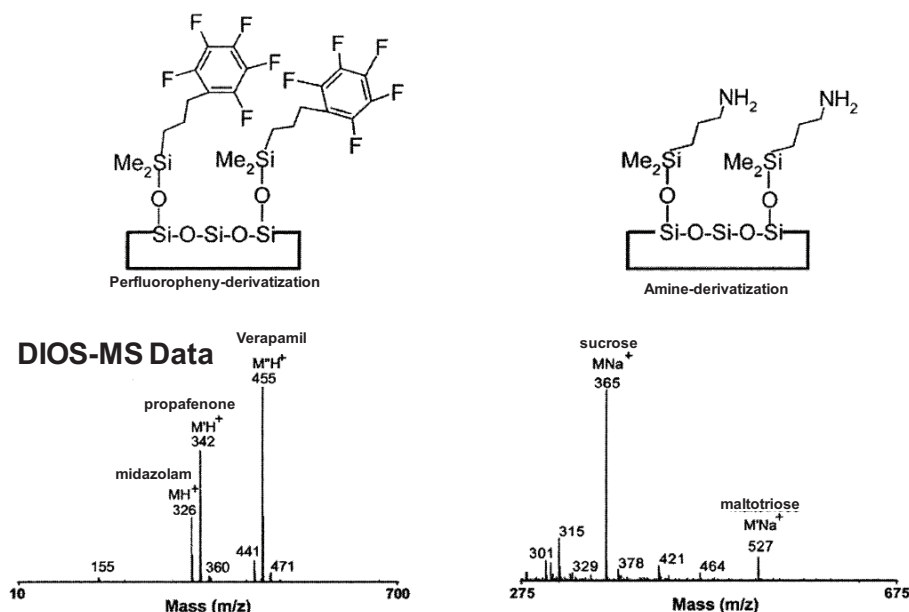 F
F
F
F
F
F
F
F
F
F
NH2
NH2
Me2Si
Me2Si
Me2Si
Me2Si
O
O
O
O
Si-O-Si-O-Si
Si-O-Si-O-Si
Perfluoropheny-derivatization
Amine-derivatization
DIOS-MS Data
Verapamil
M"H+
455
propafenone
M'H+
342
midazolam
MH+
326
155
360
441
471
10
700
Mass (m/z)
sucrose
MNa+
365
maltotriose
M'Na+
527
301
315
329
378
421
464
275
675
Mass (m/z)